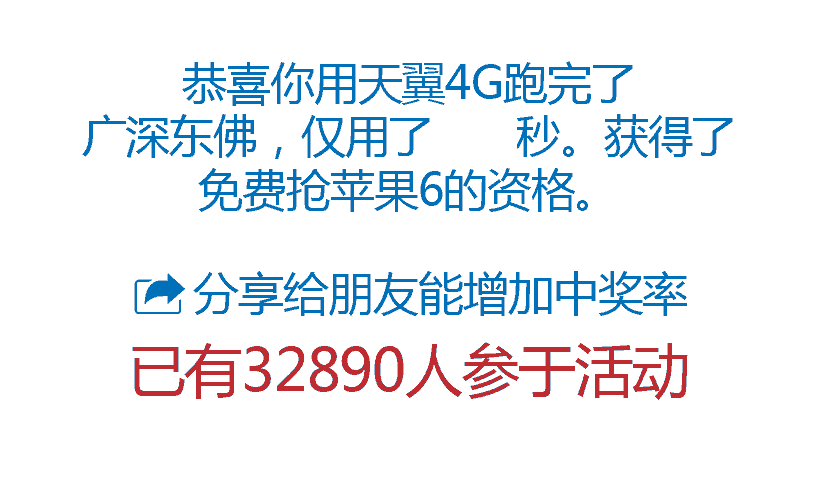 恭喜你用天翼4G跑完了
广深东佛，仅用了 秒。获得了
免费抢苹果6的资格。
分享给朋友能增加中奖率
已有32890人参于活动